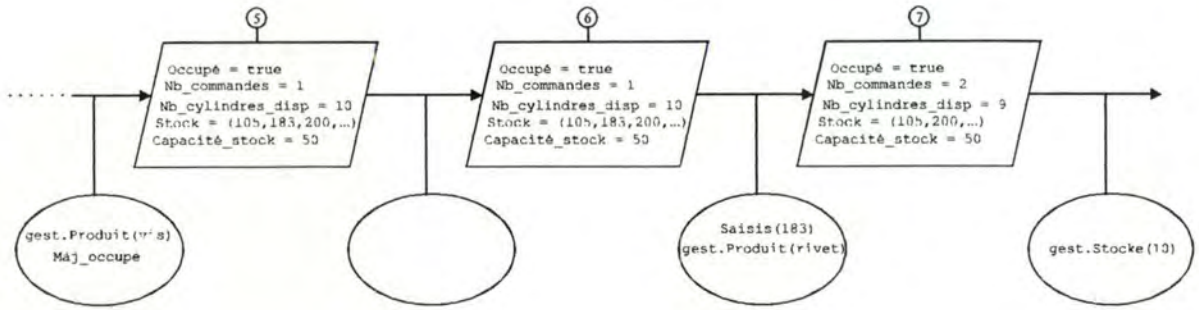 5
Occupé = true
Nb_commandes = 1
Nb_cylindres_disp = 10
Stock = (105,183,200,...)
Capacité_stock = 50
6
Occupé = true
Nb_commandes = 1
Nb_cylindres_disp = 10
Stock = (105,183,200,...)
Capacité_stock = 50
7
Occupé = true
Nb_commandes = 2
Nb_cylindres_disp = 9
Stock = (105,200,...)
Capacité_stock = 50
gest.Produit(vis)
Màj_occupé
Saisis(183)
gest.Produit(rivet)
gest.Stocke(10)